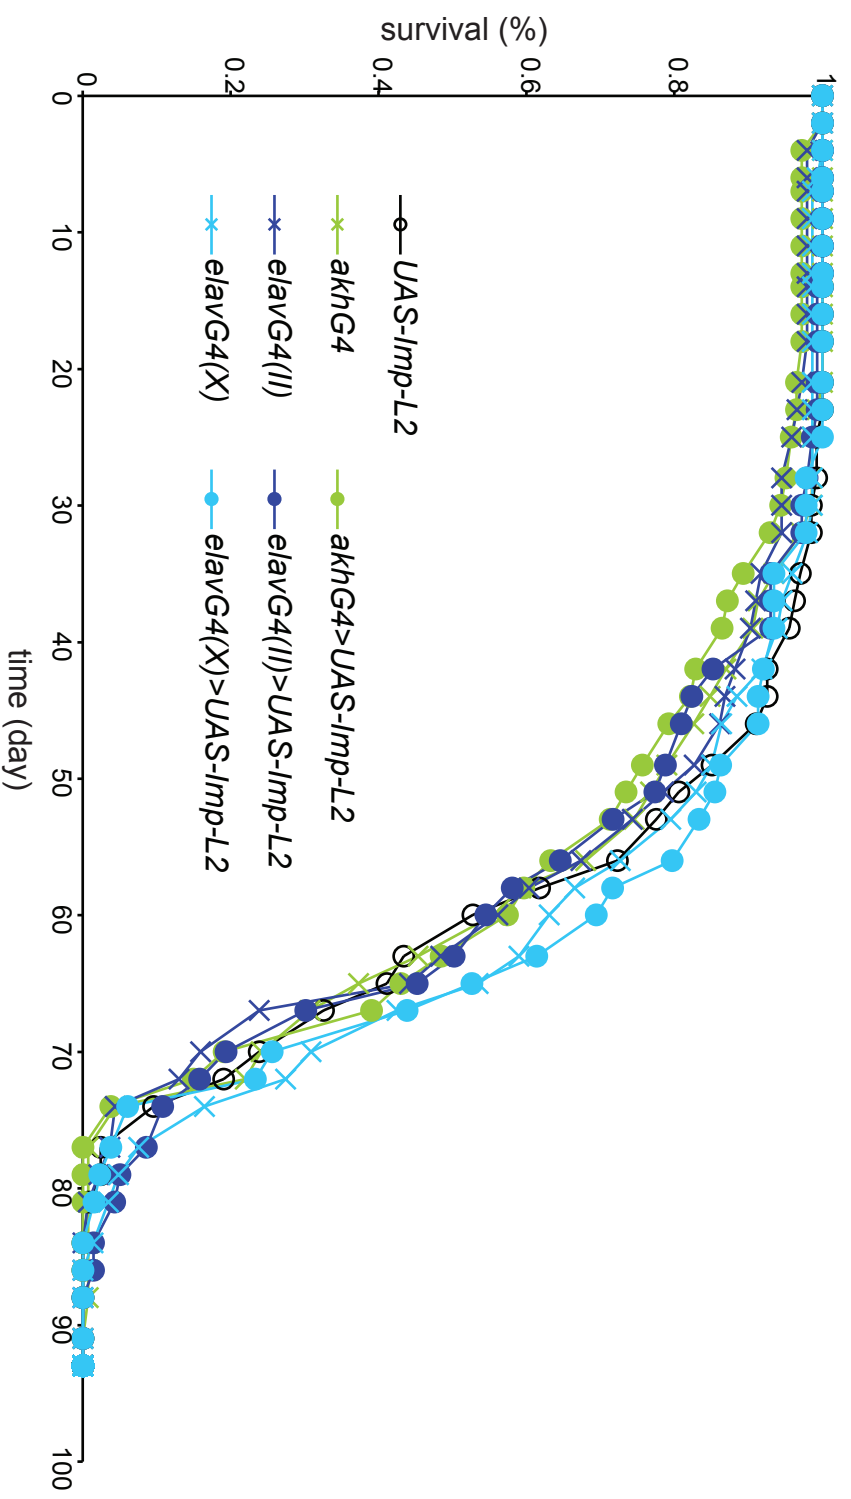 survival (%)
1
0.8
0.6
0.4
0.2
0
0
10
20
30
40
50
60
70
80
90
100
time (day)
UAS-Imp-L2
akhG4
akhG4>UAS-Imp-L2
elavG4(II)
elavG4(II)>UAS-Imp-L2
elavG4(X)
elavG4(X)>UAS-Imp-L2